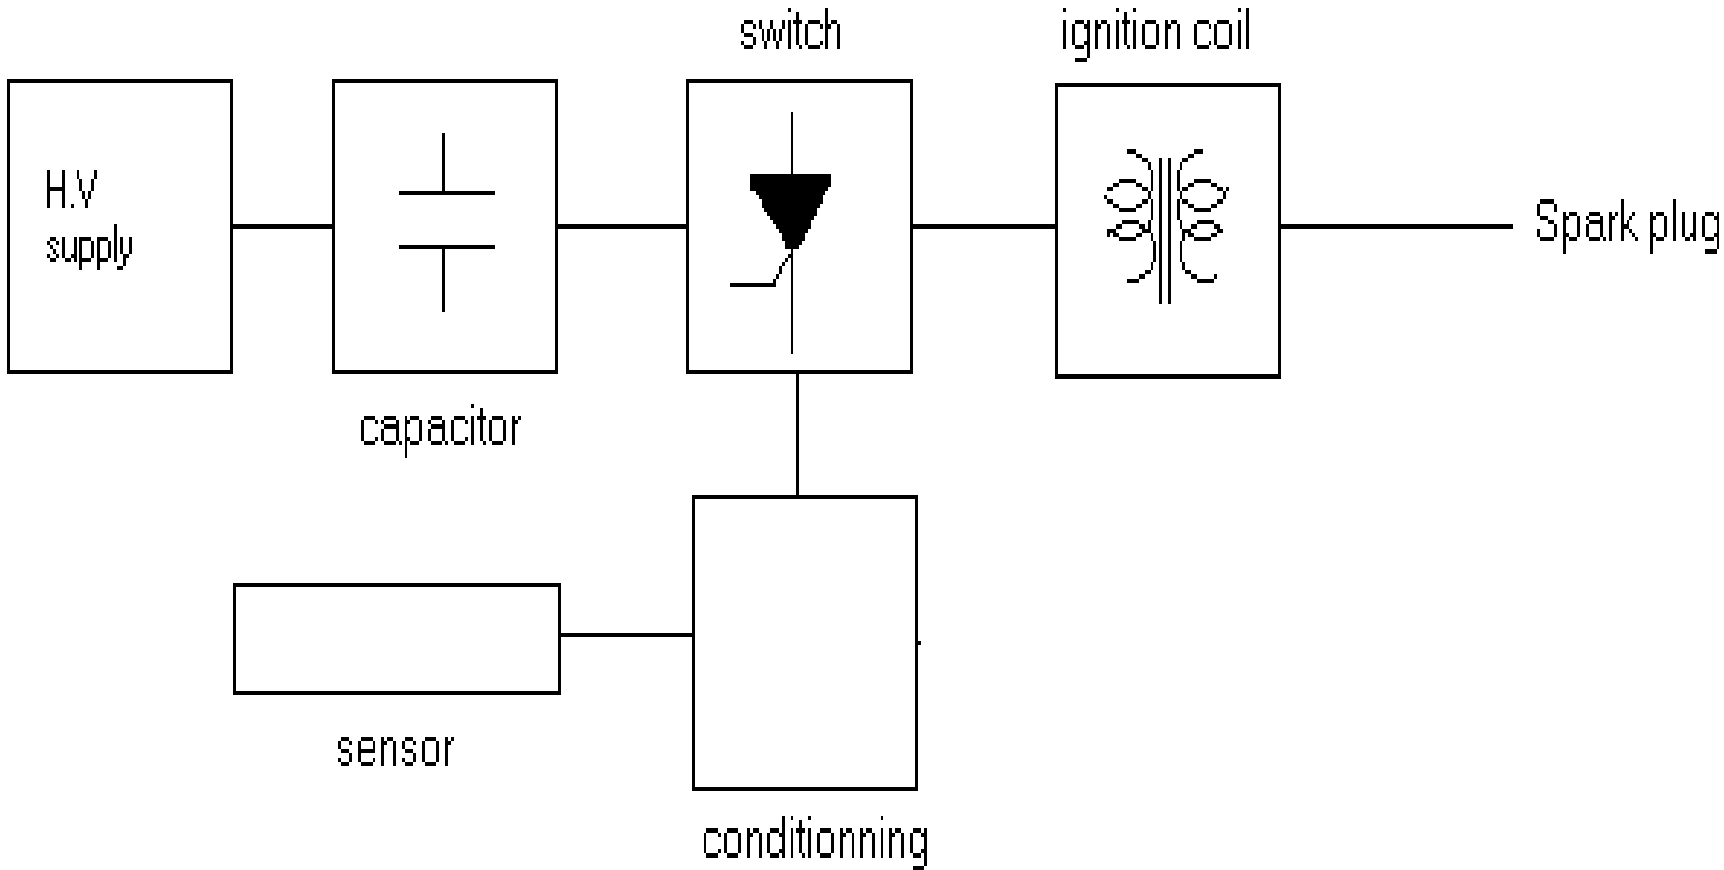 switch
ignition coil
H.V
supply
Spark plug
capacitor
sensor
conditionning